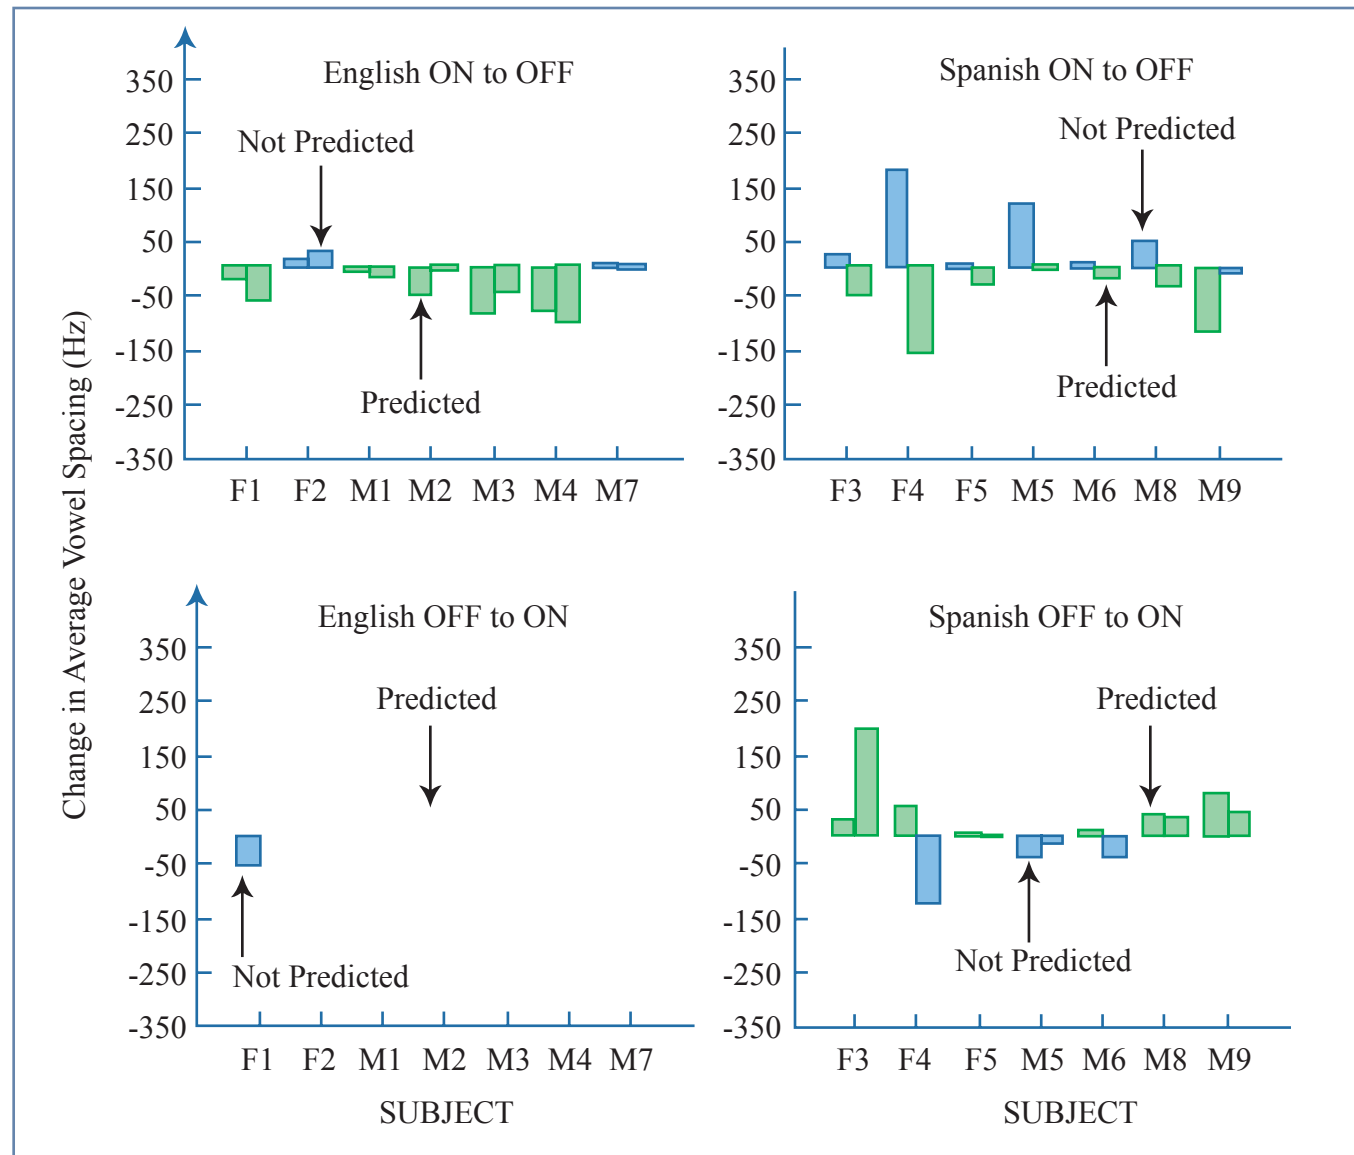 Change in Average Vowel Spacing (Hz)
English ON to OFF
350
250
150
50
-50
-150
-250
-350
Not Predicted
Predicted
F1 F2 M1 M2 M3 M4 M7
Spanish ON to OFF
350
250
150
50
-50
-150
-250
-350
Not Predicted
Predicted
F3 F4 F5 M5 M6 M8 M9
English OFF to ON
350
250
150
50
-50
-150
-250
-350
Predicted
Not Predicted
F1 F2 M1 M2 M3 M4 M7
SUBJECT
Spanish OFF to ON
350
250
150
50
-50
-150
-250
-350
Predicted
Not Predicted
F3 F4 F5 M5 M6 M8 M9
SUBJECT